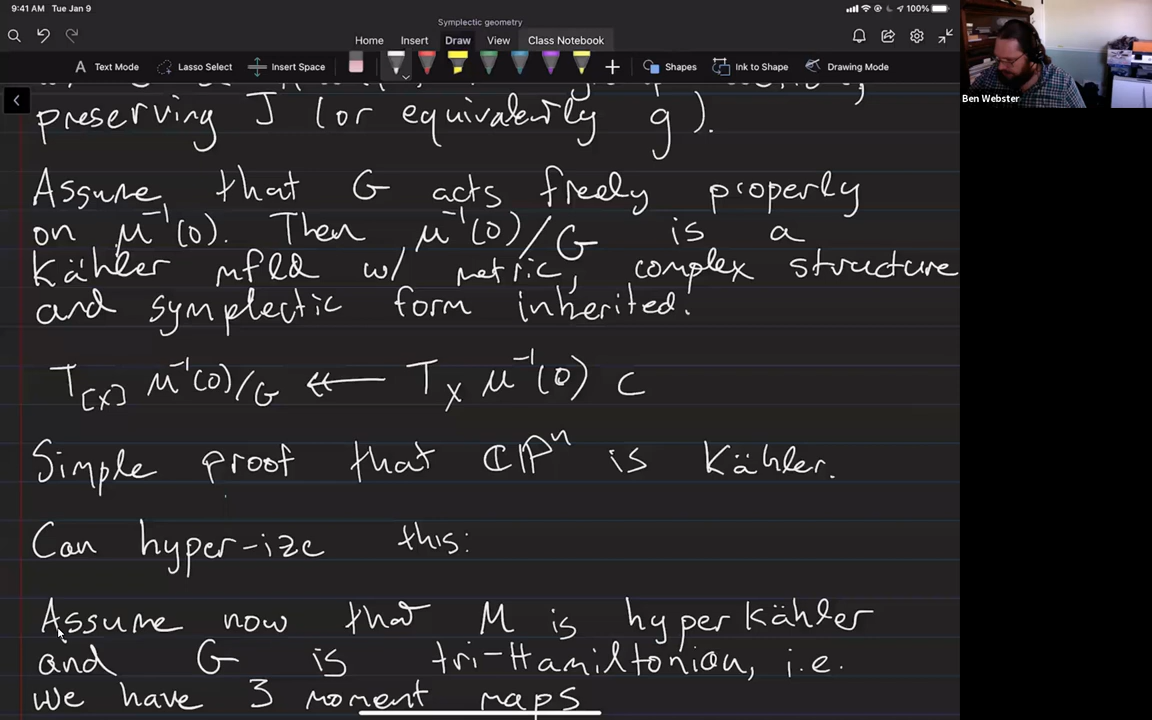 9:41 AM Tue Jan 9
Symplectic geometry
100%
Home Insert Draw View Class Notebook
Text Mode Lasso Select Insert Space Shapes Ink to Shape Drawing Mode
Ben Webster
preserving J (or equivalently g).
Assume that G acts freely properly
on μ⁻¹(0). Then μ⁻¹(0)/G is a
Kähler mfld w/ metric, complex structure
and symplectic form inherited.
T_[x] μ⁻¹(0)/G ↞ T_x μ⁻¹(0) ⊂
Simple proof that ℂℙⁿ is Kähler.
Can hyper-ize this:
Assume now that M is hyperkähler
and G is tri-Hamiltonian, i.e.
we have 3 moment maps